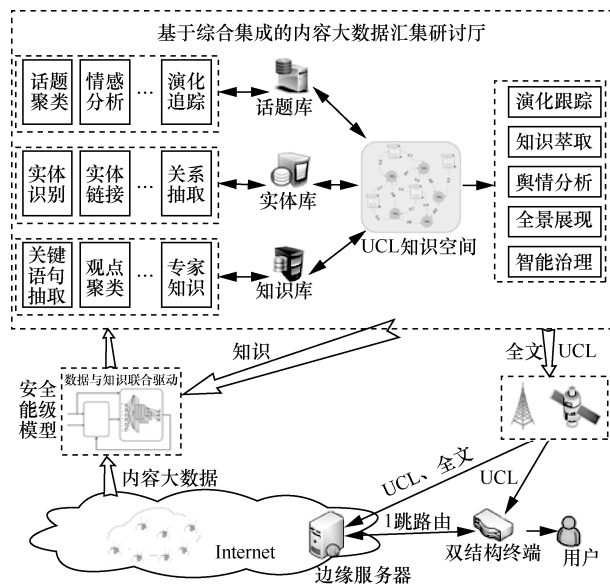 基于综合集成的内容大数据汇集研讨厅
话题
聚类
情感
分析
…
演化
追踪
话题库
实体
识别
实体
链接
…
关系
抽取
实体库
关键
语句
抽取
观点
聚类
…
专家
知识
知识库
UCL知识空间
演化跟踪
知识萃取
舆情分析
全景展现
智能治理
知识
全文
UCL
安全
能级
模型
数据与知识联合驱动
内容大数据
UCL、全文
UCL
1跳路由
Internet
边缘服务器
双结构终端
用户